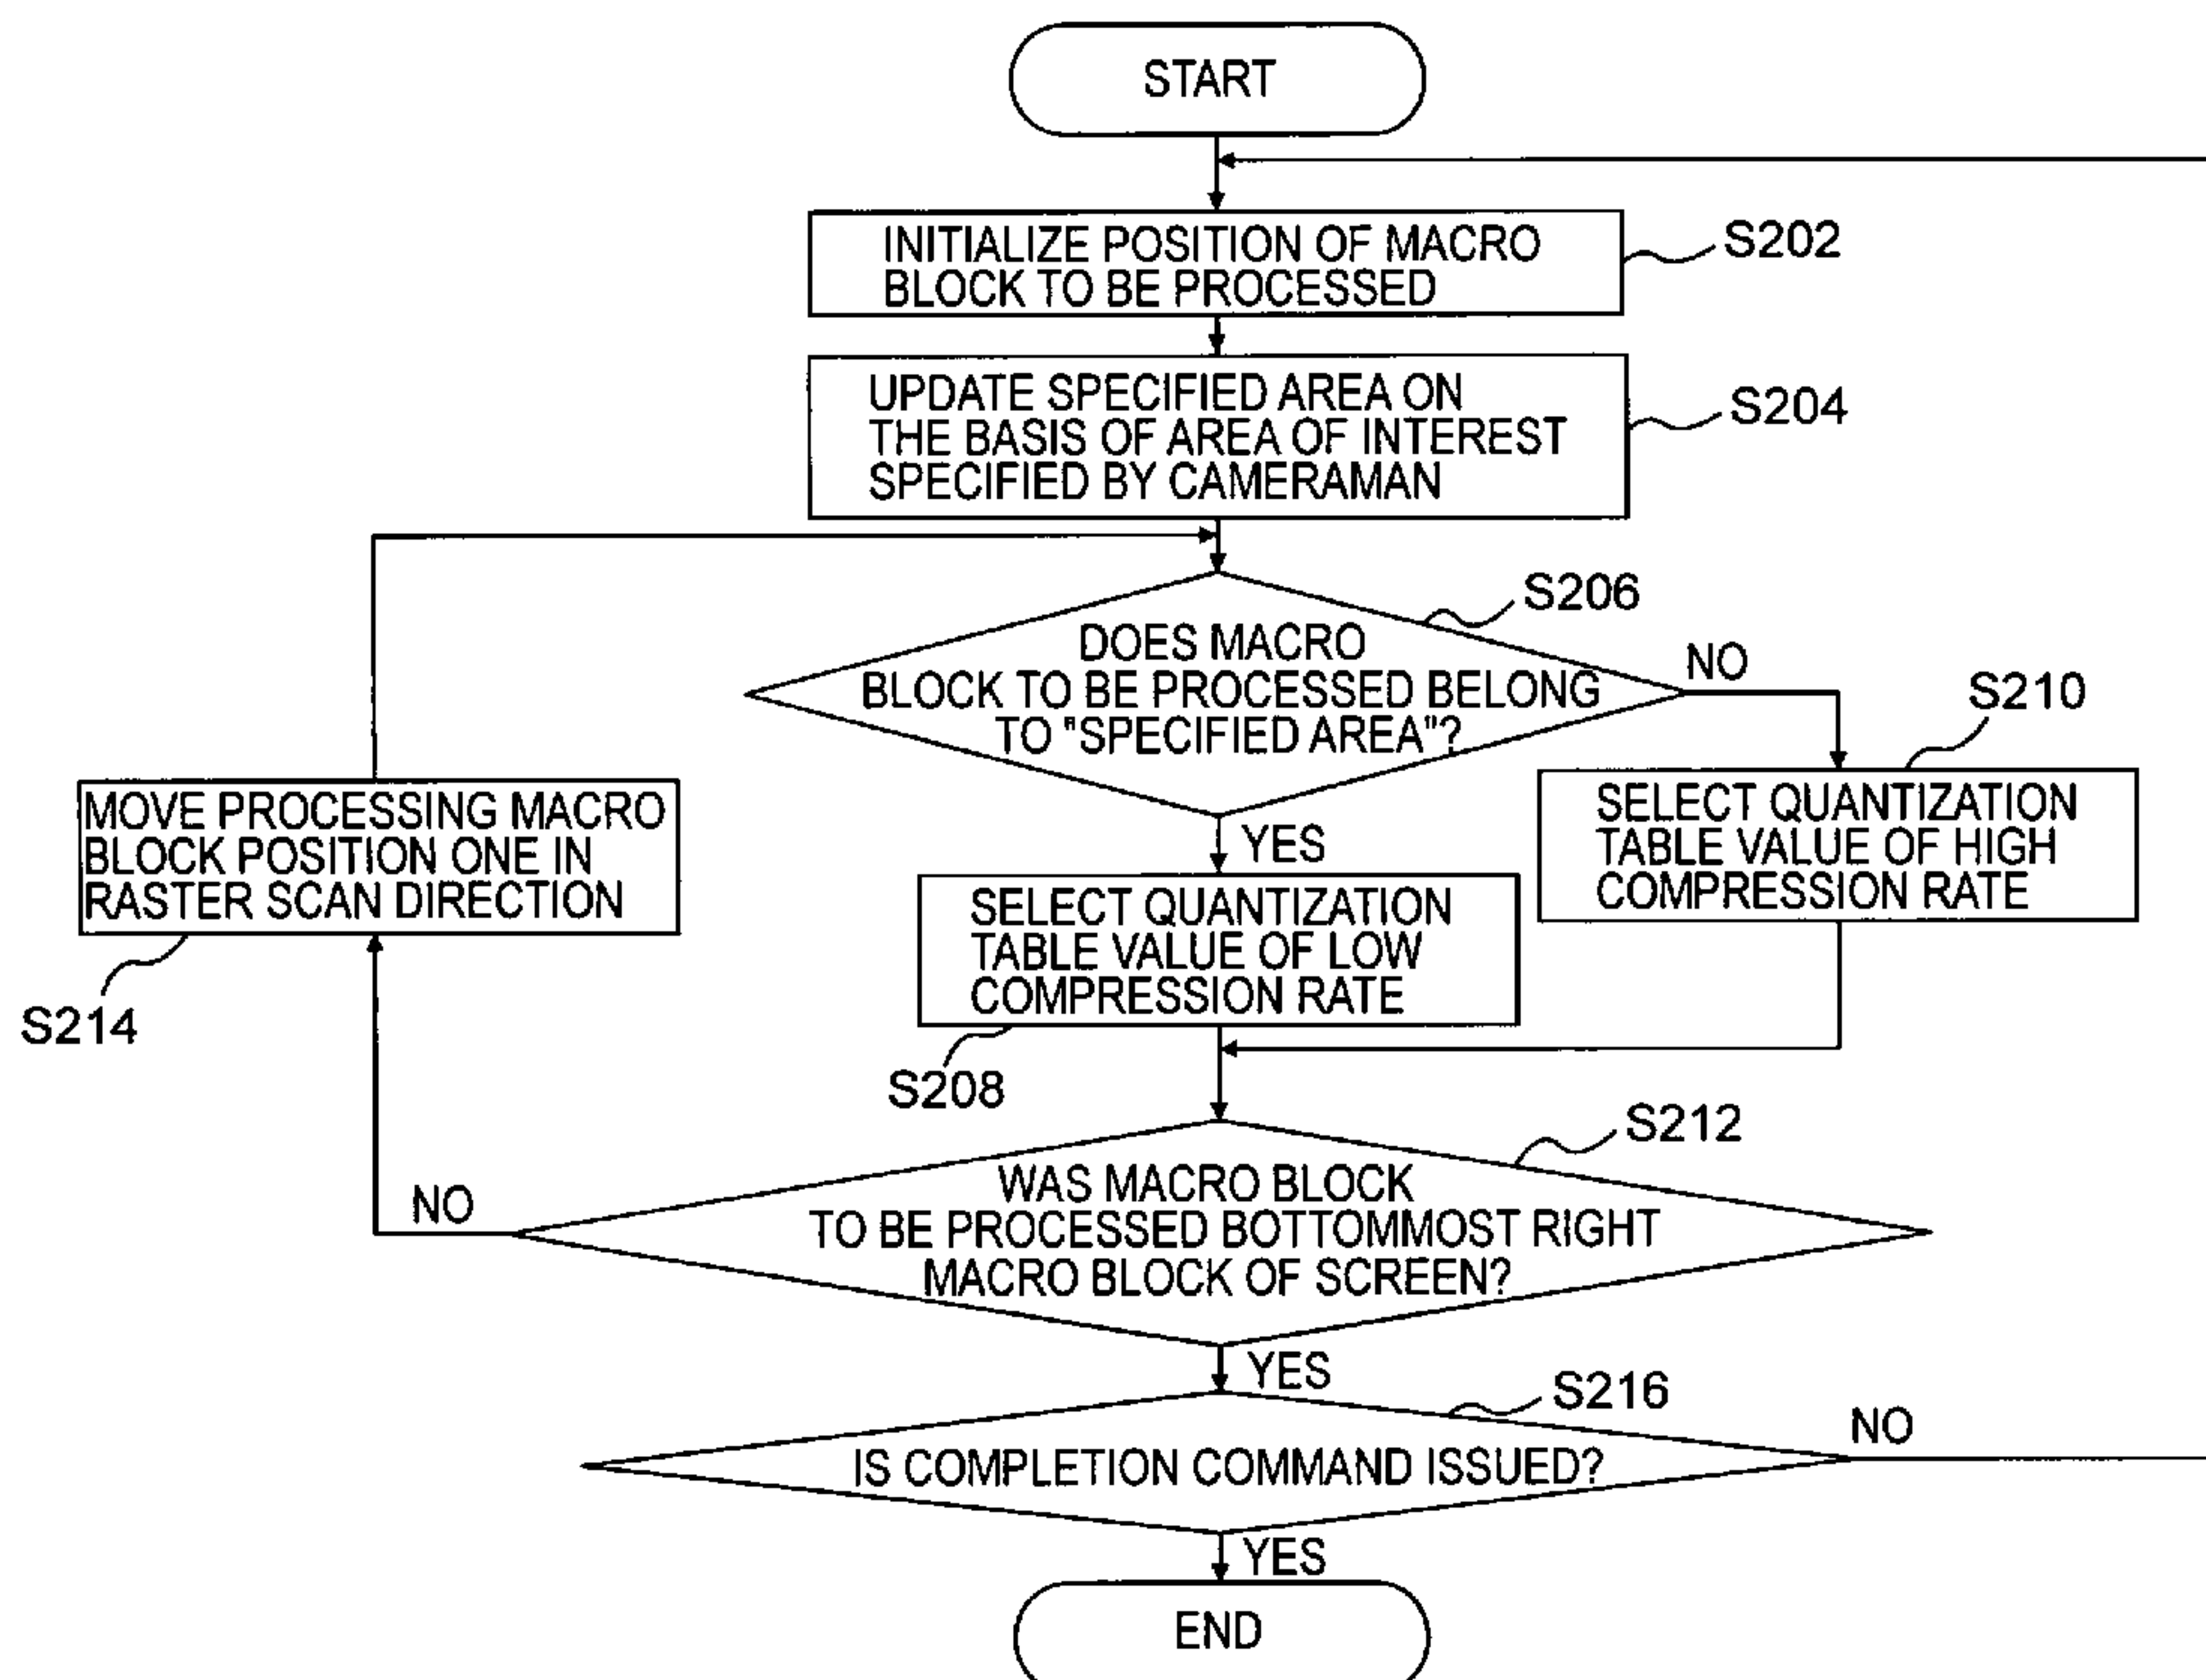 START
INITIALIZE POSITION OF MACRO
BLOCK TO BE PROCESSED
S202
UPDATE SPECIFIED AREA ON
THE BASIS OF AREA OF INTEREST
SPECIFIED BY CAMERAMAN
S204
DOES MACRO
BLOCK TO BE PROCESSED BELONG
TO "SPECIFIED AREA"?
S206
NO
S210
SELECT QUANTIZATION
TABLE VALUE OF HIGH
COMPRESSION RATE
YES
MOVE PROCESSING MACRO
BLOCK POSITION ONE IN
RASTER SCAN DIRECTION
S214
SELECT QUANTIZATION
TABLE VALUE OF LOW
COMPRESSION RATE
S208
S212
WAS MACRO BLOCK
TO BE PROCESSED BOTTOMMOST RIGHT
MACRO BLOCK OF SCREEN?
NO
YES
S216
IS COMPLETION COMMAND ISSUED?
NO
YES
END